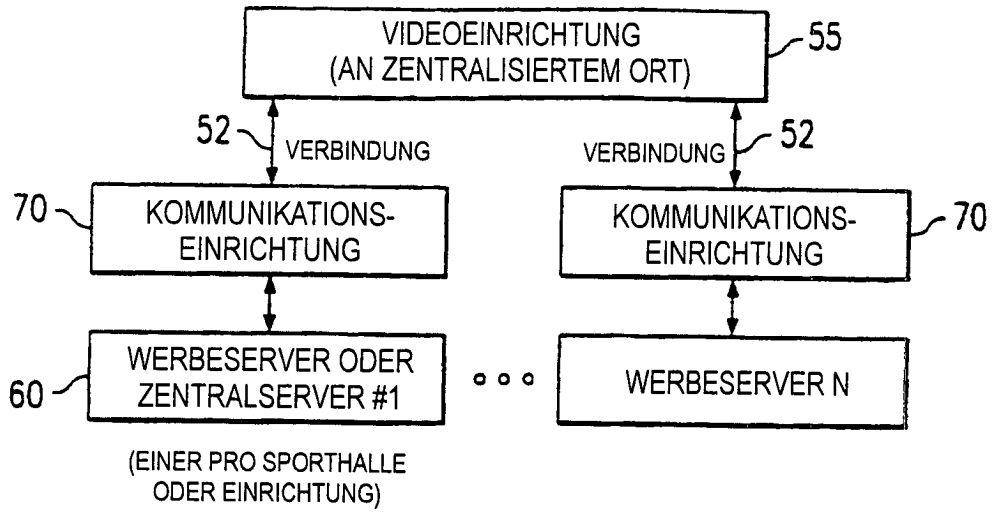 VIDEOEINRICHTUNG
(AN ZENTRALISIERTEM ORT)
55
52
VERBINDUNG
VERBINDUNG
52
70
KOMMUNIKATIONS-
EINRICHTUNG
KOMMUNIKATIONS-
EINRICHTUNG
70
60
WERBESERVER ODER
ZENTRALSERVER #1
WERBESERVER N
(EINER PRO SPORTHALLE
ODER EINRICHTUNG)